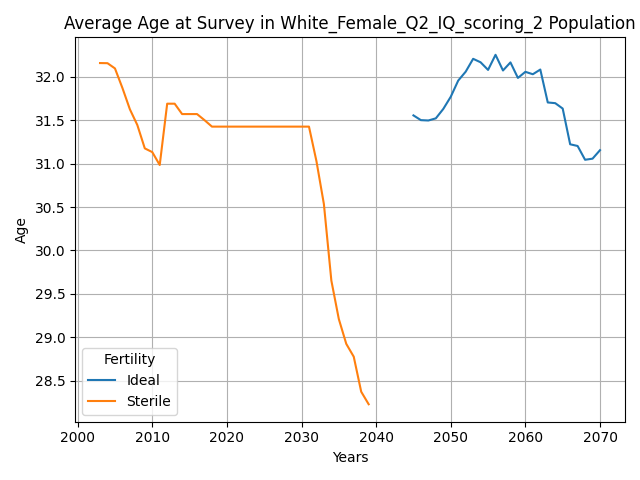 Average Age at Survey in White_Female_Q2_IQ_scoring_2 Population
Age
32.0
31.5
31.0
30.5
30.0
29.5
29.0
28.5
Fertility
Ideal
Sterile
2000 2010 2020 2030 2040 2050 2060 2070
Years